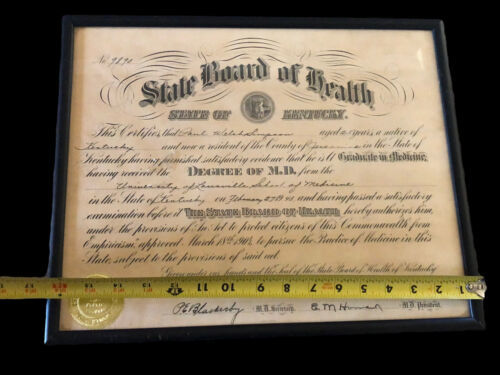 No.
State Board of Health
STATE OF KENTUCKY.
This Certifies that Paul Welsh Simpson aged years, a native of
Kentucky and now a resident of the County of in the State of
Kentucky having furnished satisfactory evidence that he is a Graduate in Medicine,
having received the DEGREE OF M.D. from the
University of Louisville School of Medicine
in the State of Kentucky on February and having passed a satisfactory
examination before it THE STATE BOARD OF HEALTH hereby authorizes him,
under the provisions of "An Act to protect citizens of this Commonwealth from
Empiricism," approved March 18th, 1904, to pursue the Practice of Medicine in this
State subject to the provisions of said act.
Given under our hands and the Seal of the State Board of Health of Kentucky
M.D. Secretary. M.D. President.